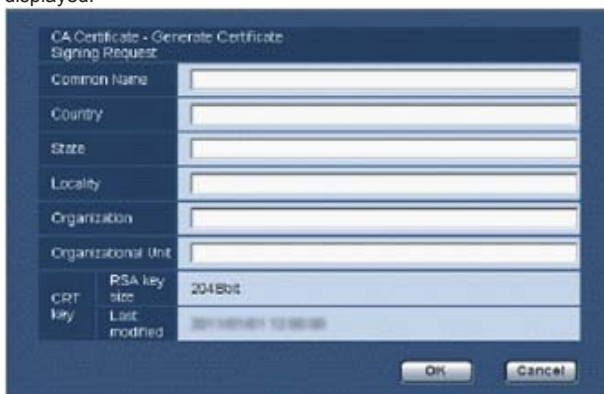 displayed.
CA Certificate - Generate Certificate
Signing Request
Common Name
Country
State
Locality
Organization
Organizational Unit
CRT key
RSA key size
2048bit
Last modified
OK
Cancel